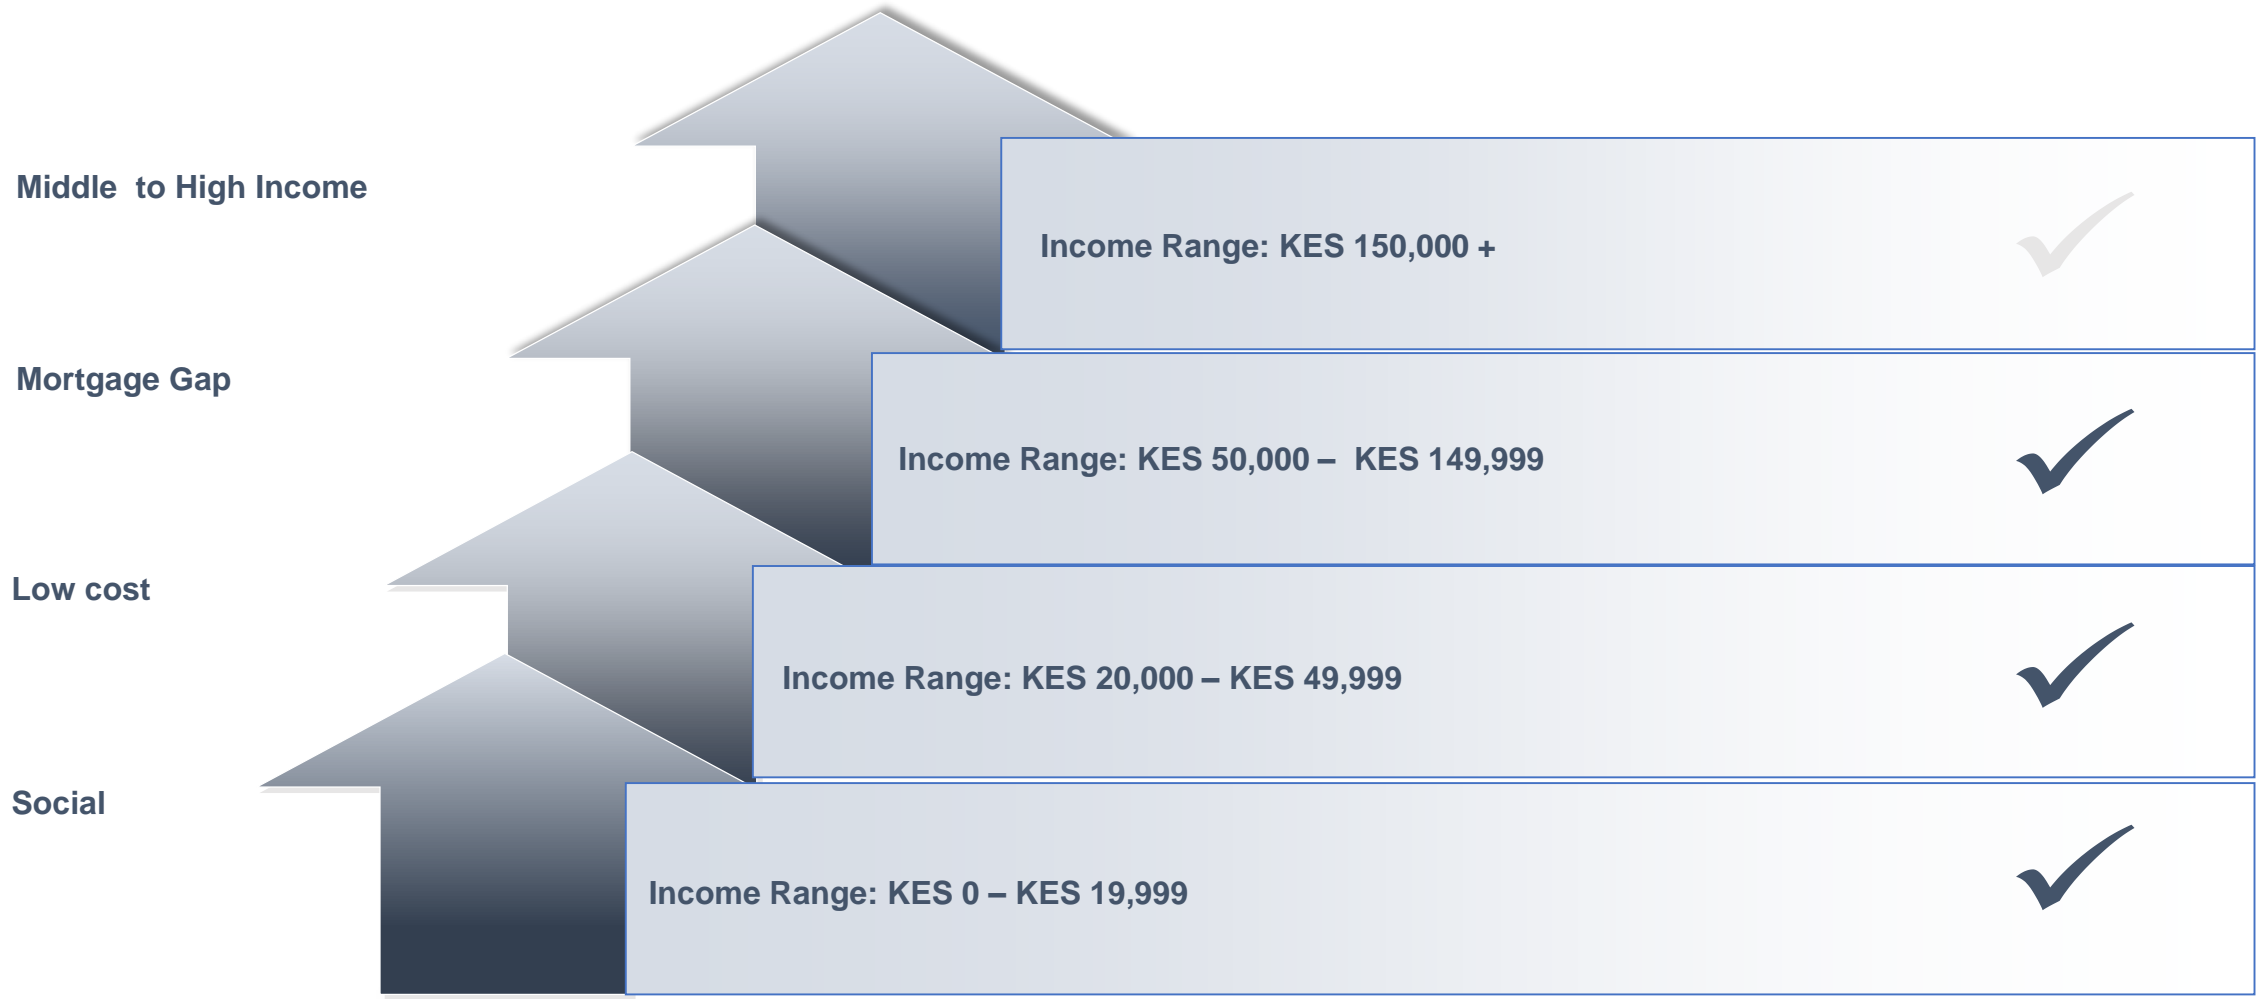 Middle  to High Income
Income Range: KES 150,000 +
Mortgage Gap
Income Range: KES 50,000 –  KES 149,999
Low cost
Income Range: KES 20,000 – KES 49,999
Social
Income Range: KES 0 – KES 19,999